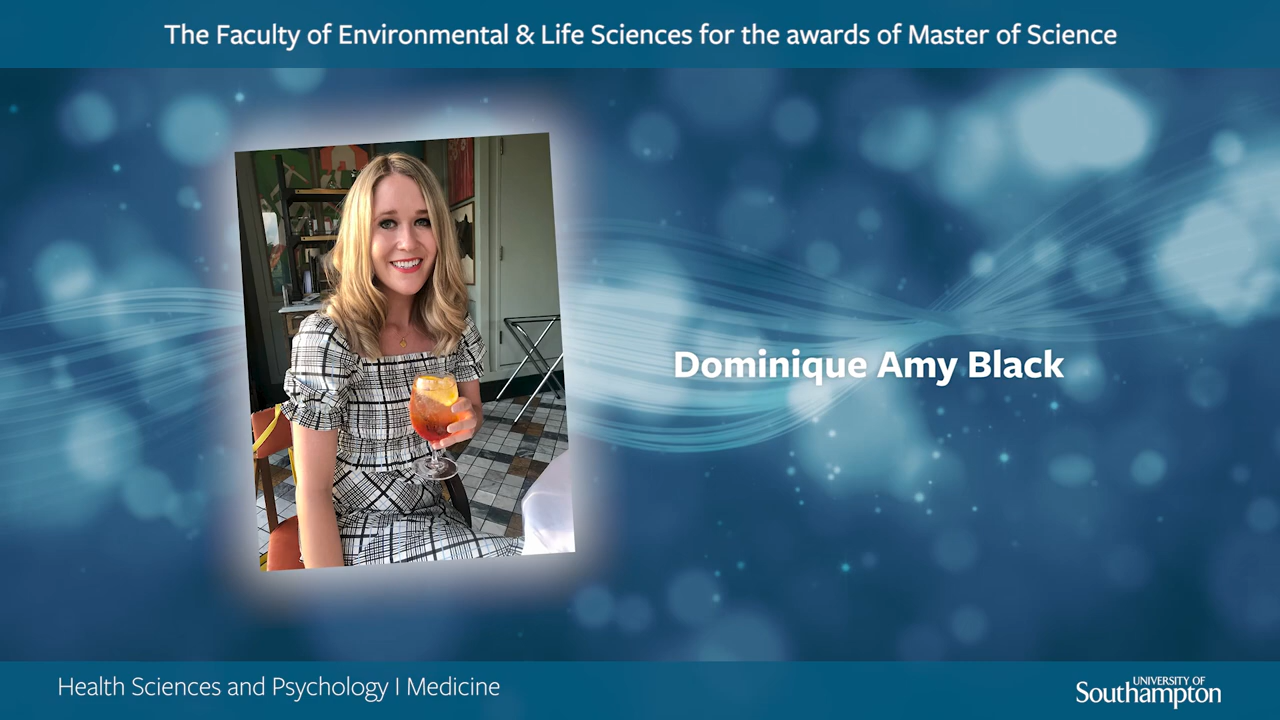 The Faculty of Environmental & Life Sciences for the awards of Master of Science
Dominique Amy Black
Health Sciences and Psychology | Medicine
UNIVERSITY OF
Southampton